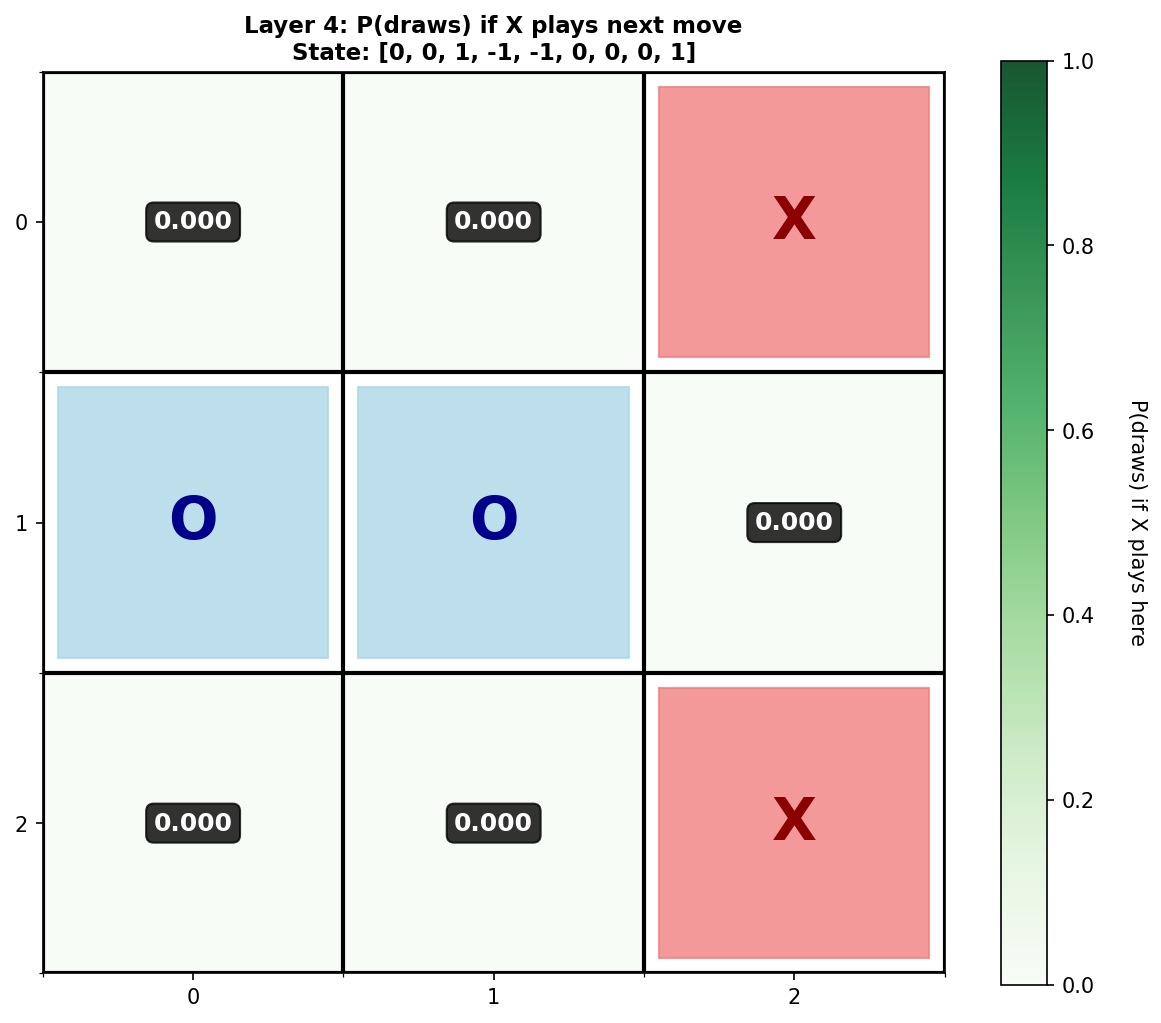 Layer 4: P(draws) if X plays next move
State: [0, 0, 1, -1, -1, 0, 0, 0, 1]
0
0.000
0.000
X
1
O
O
0.000
2
0.000
0.000
X
0
1
2
1.0
0.8
0.6
0.4
0.2
0.0
P(draws) if X plays here